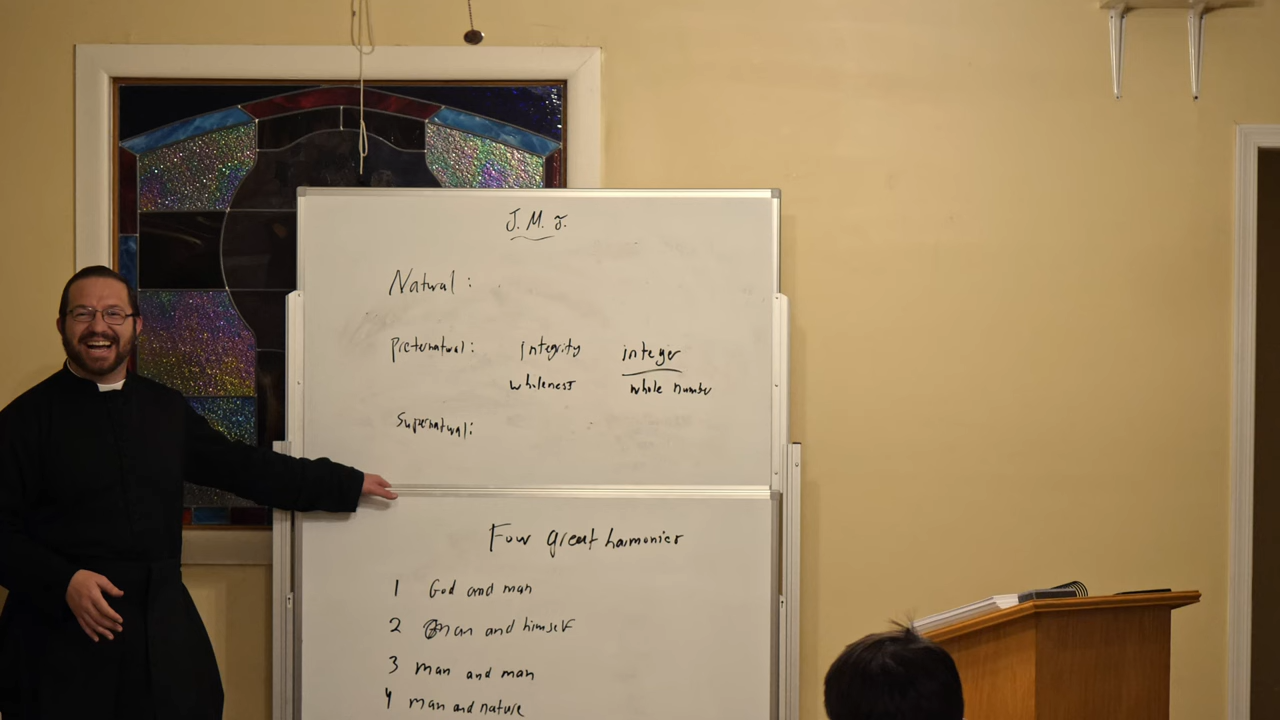 J. M. J.
Natural:
Preternatural: integrity integer
wholeness whole number
Supernatural:
Four great harmonies
1 God and man
2 man and himself
3 man and man
4 man and nature